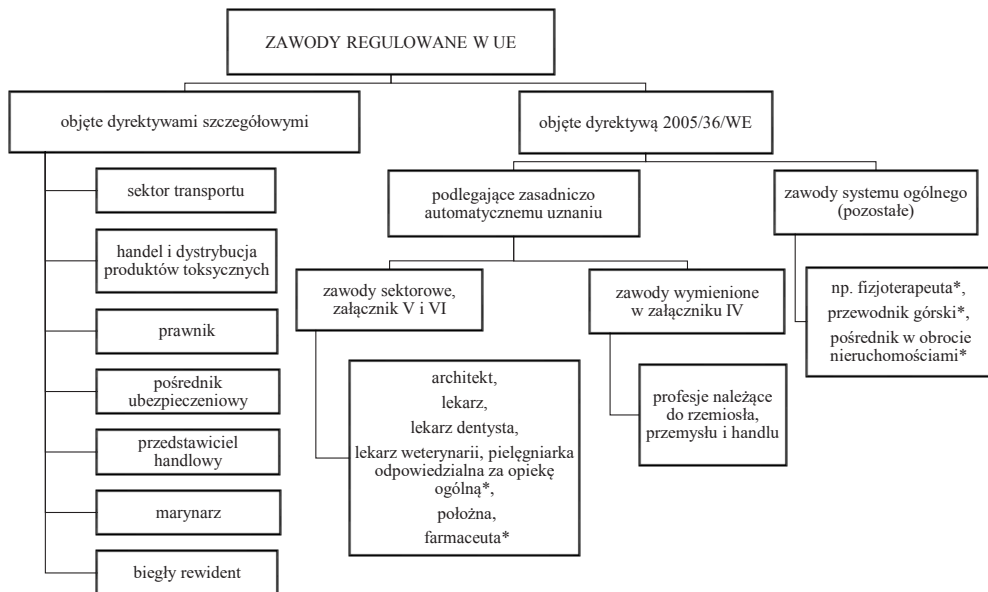 ZAWODY REGULOWANE W UE
objęte dyrektywami szczegółowymi
sektor transportu
handel i dystrybucja
produktów toksycznych
prawnik
pośrednik
ubezpieczeniowy
przedstawiciel
handlowy
marynarz
biegły rewident
objęte dyrektywą 2005/36/WE
podlegające zasadniczo
automatycznemu uznaniu
zawody sektorowe,
załącznik V i VI
architekt,
lekarz,
lekarz dentysta,
lekarz weterynarii, pielęgniarka
odpowiedzialna za opiekę
ogólną*,
położna,
farmaceuta*
zawody wymienione
w załączniku IV
profesje należące
do rzemiosła,
przemysłu i handlu
zawody systemu ogólnego
(pozostałe)
np. fizjoterapeuta*,
przewodnik górski*,
pośrednik w obrocie
nieruchomościami*